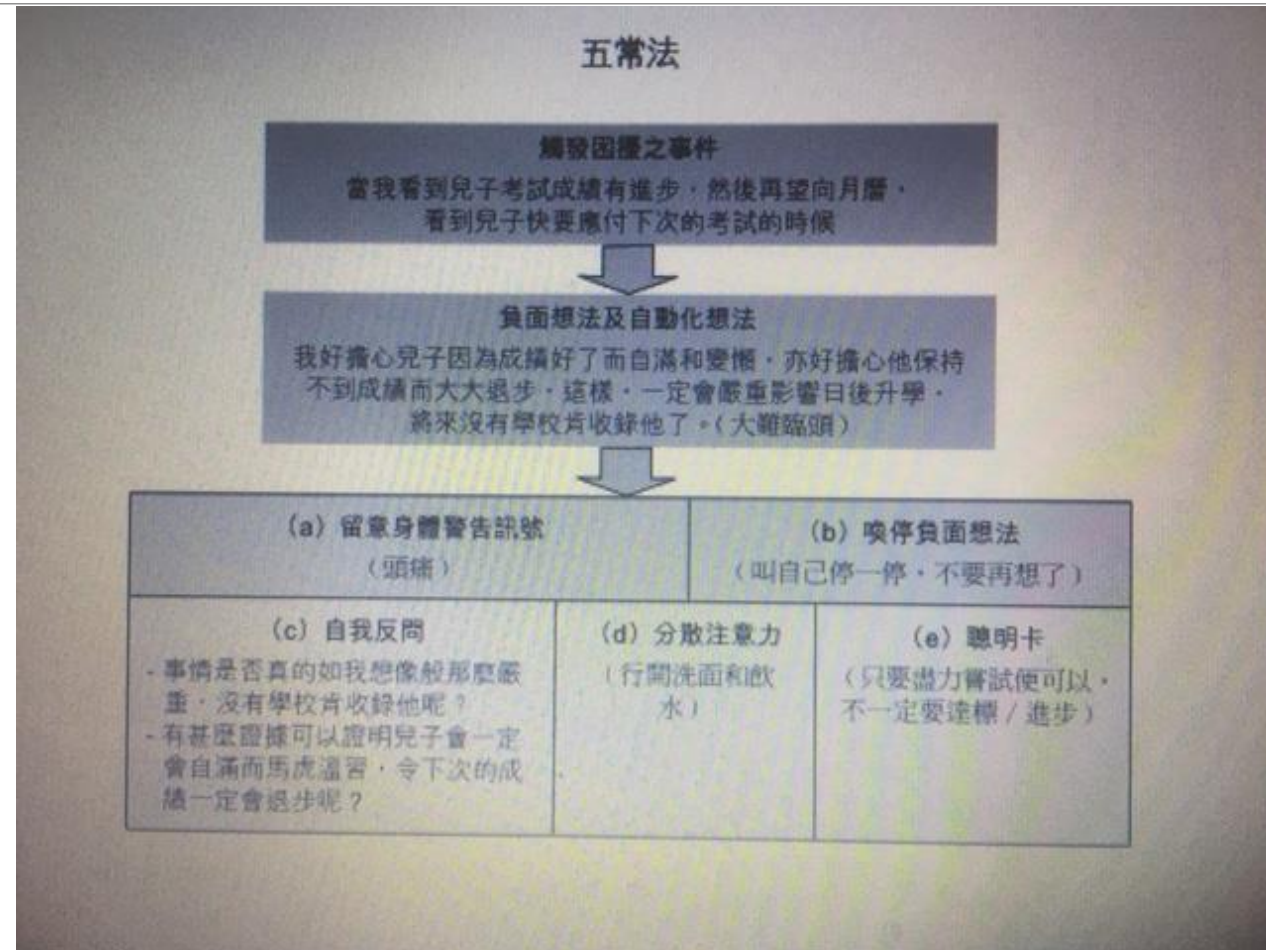 五常法
觸發困擾之事件
當我看到兒子考試成績有進步，然後再望向月曆，
看到兒子快要應付下次的考試的時候
負面想法及自動化想法
我好擔心兒子因為成績好了而自滿和變懶，亦好擔心他保持
不到成績而大大退步，這樣，一定會嚴重影響日後升學，
將來沒有學校肯收錄他了。（大難臨頭）
(a) 留意身體警告訊號
（頭痛）
(b) 喚停負面想法
（叫自己停一停，不要再想了）
(c) 自我反問
- 事情是否真的如我想像般那麼嚴
重，沒有學校肯收錄他呢？
- 有甚麼證據可以證明兒子會一定
會自滿而馬虎溫習，令下次的成
績一定會退步呢？
(d) 分散注意力
（行開洗面和飲
水）
(e) 聰明卡
（只要盡力嘗試便可以，
不一定要達標 / 進步）